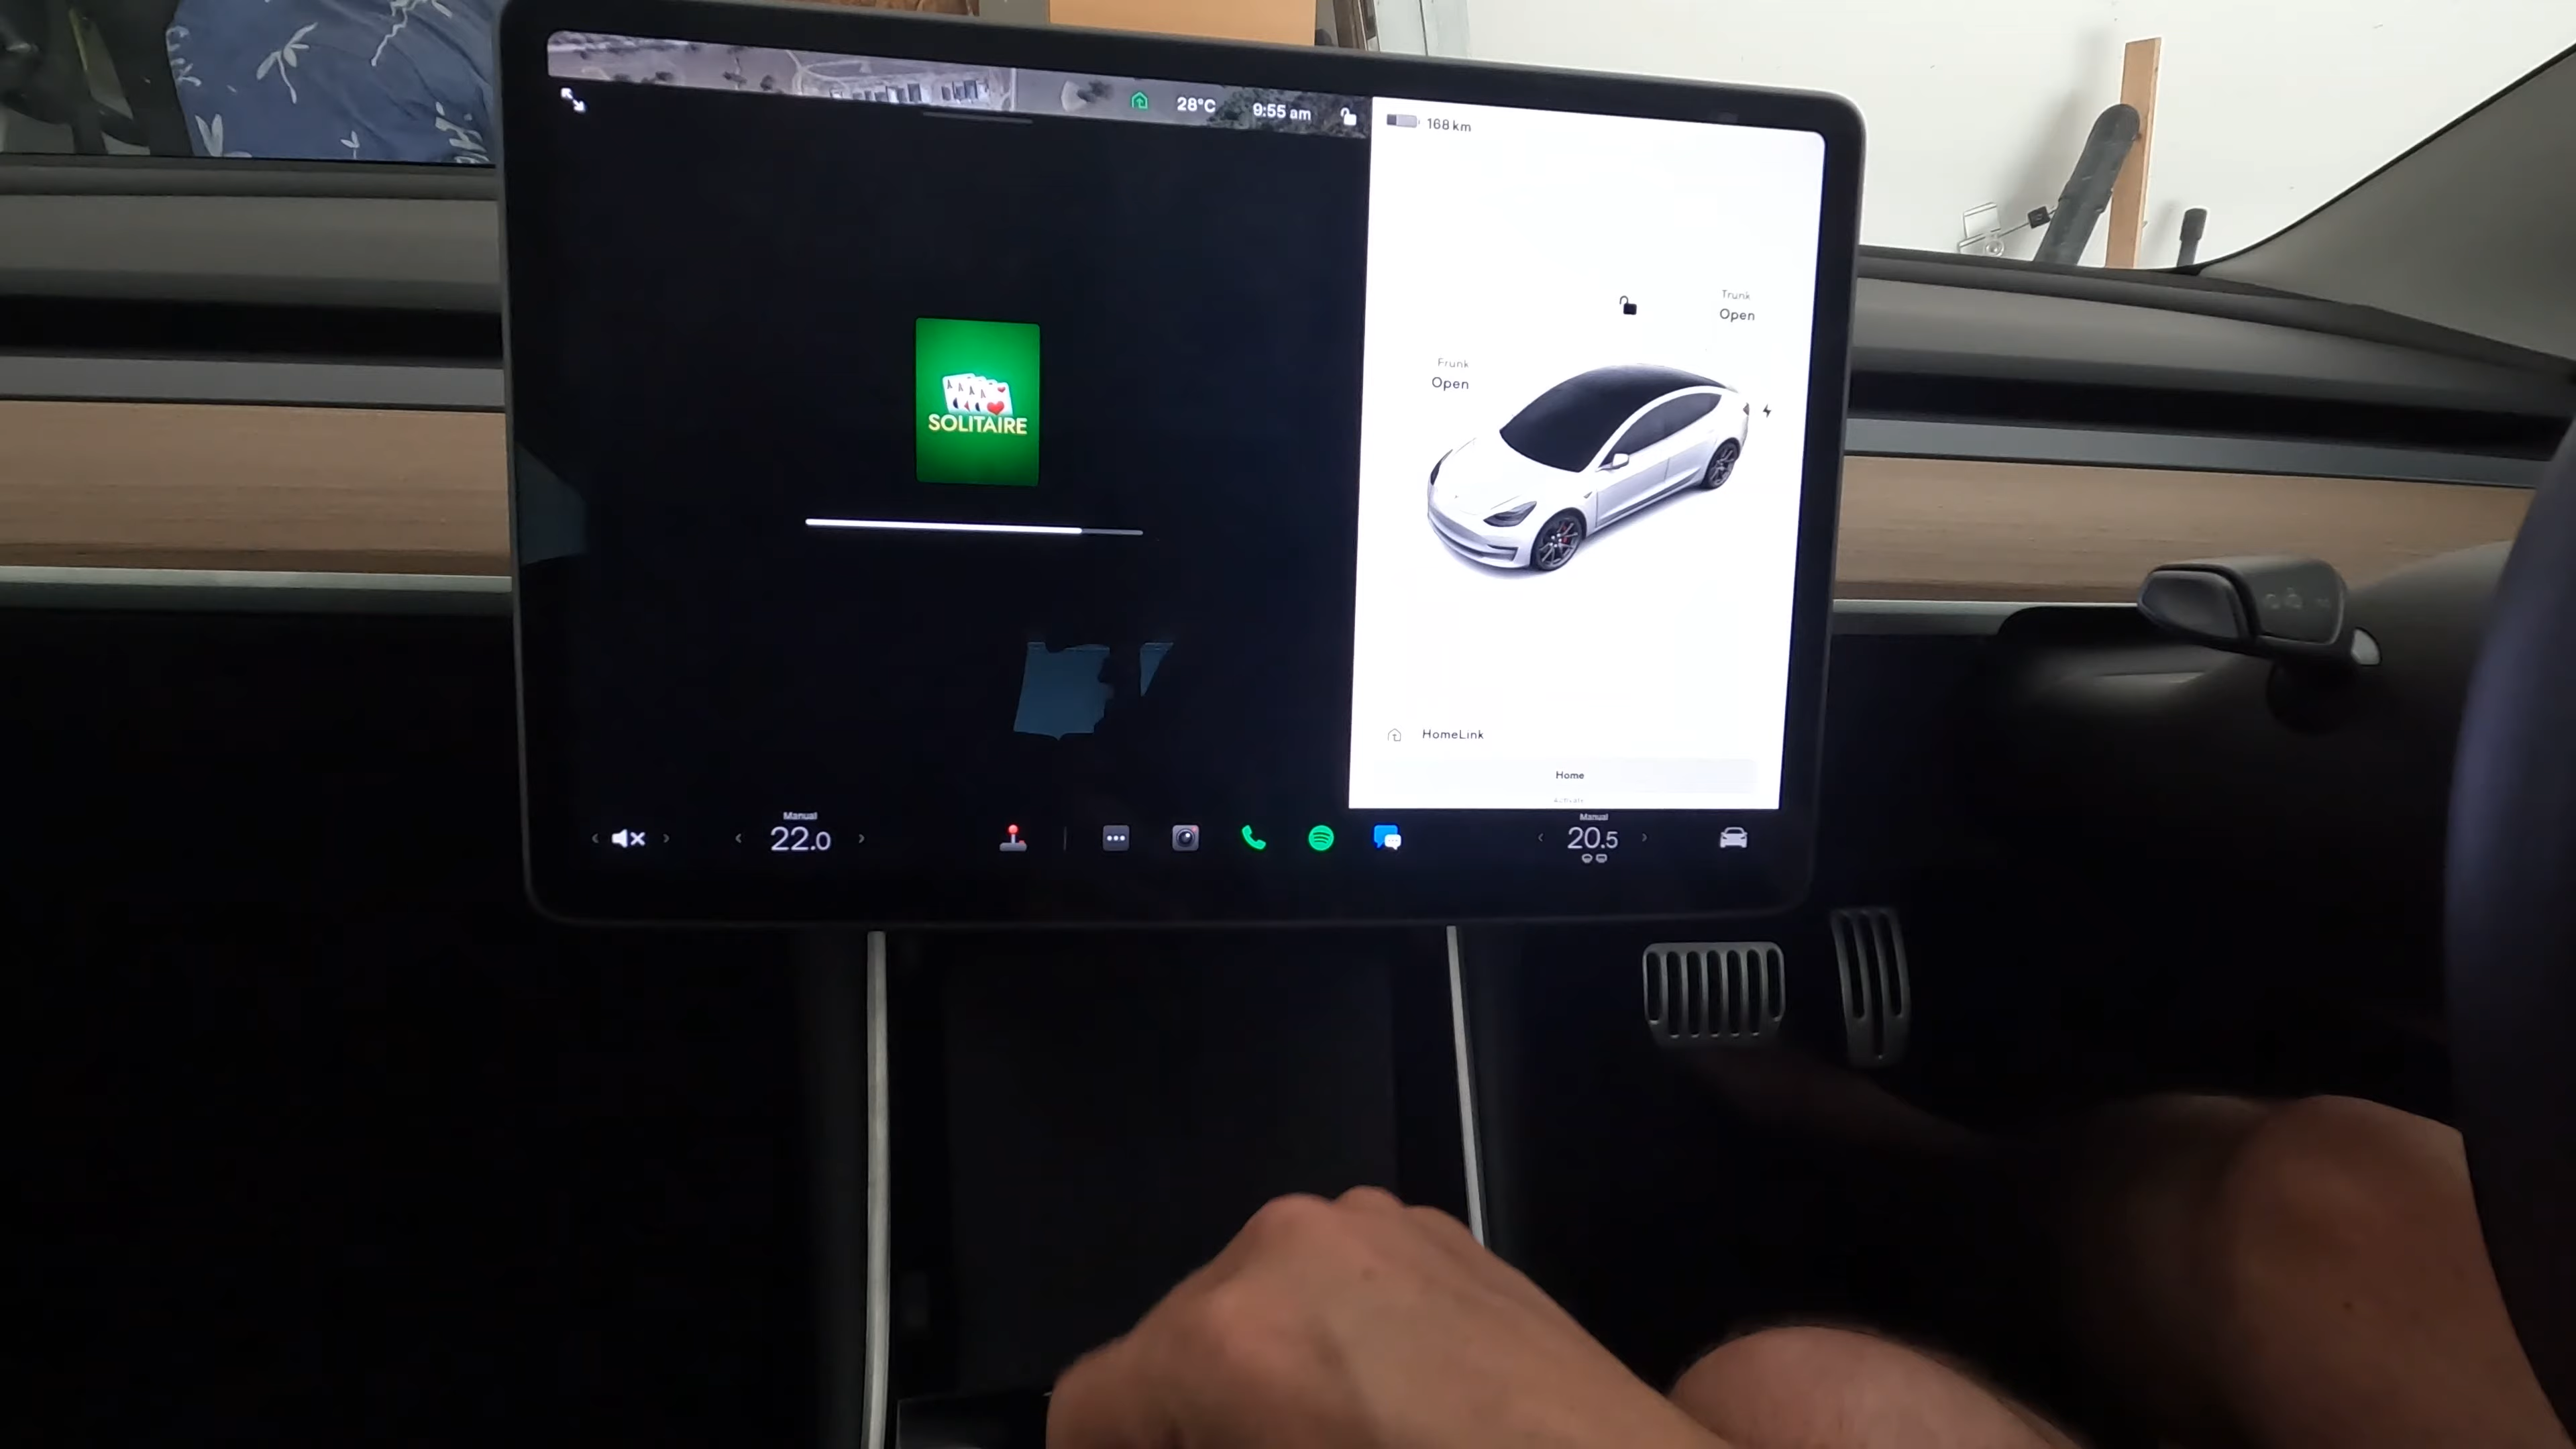 28°C 9:55 am
168 km
Trunk
Open
Frunk
Open
A A A A
SOLITAIRE
HomeLink
Home
Activate
Manual
22.0
Manual
20.5